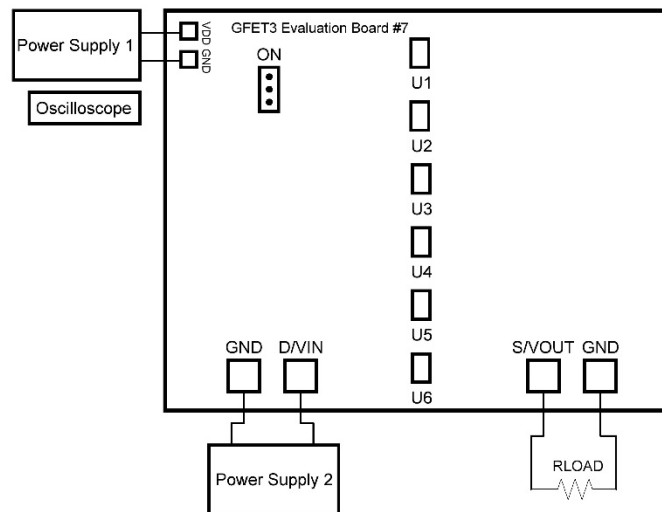 Power Supply 1
VDD
GND
GFET3 Evaluation Board #7
ON
Oscilloscope
U1
U2
U3
U4
U5
U6
GND D/VIN
S/VOUT GND
Power Supply 2
RLOAD